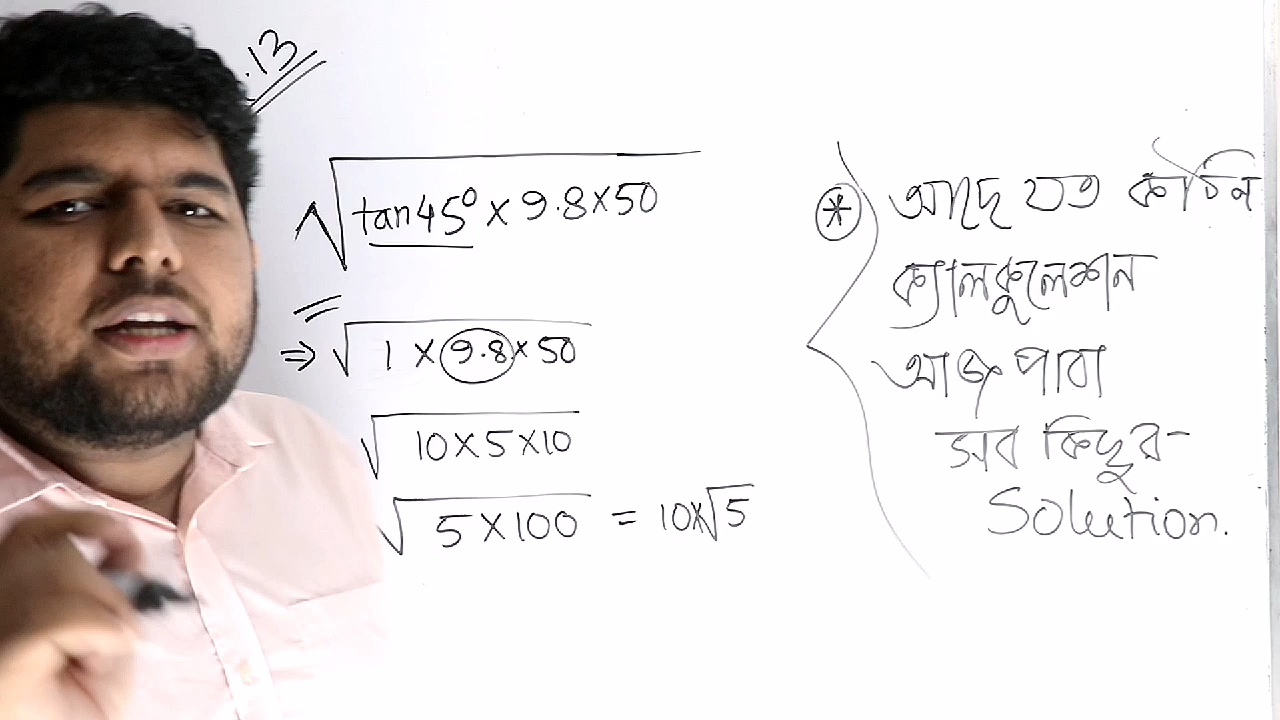 .13
√tan45° × 9.8×50
⇒ √1 × 9.8 × 50
√10×5×10
√5×100 = 10×√5
* আছে যত কঠিন
ক্যালকুলেশন
আজ পাবা
সব কিছুর-
Solution.